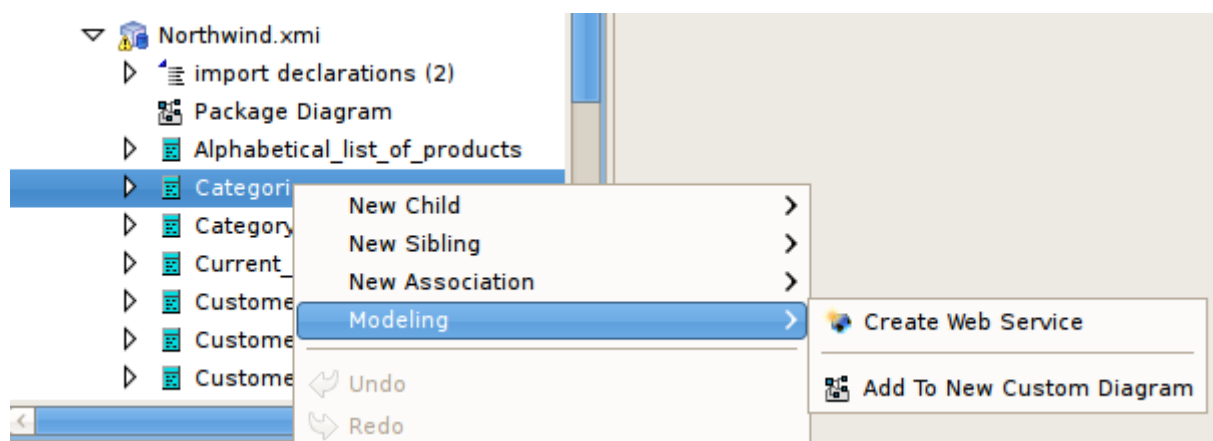 Northwind.xmi
import declarations (2)
Package Diagram
Alphabetical_list_of_products
Categori
Category
Current_
Custome
Custome
Custome
New Child
New Sibling
New Association
Modeling
Undo
Redo
Create Web Service
Add To New Custom Diagram